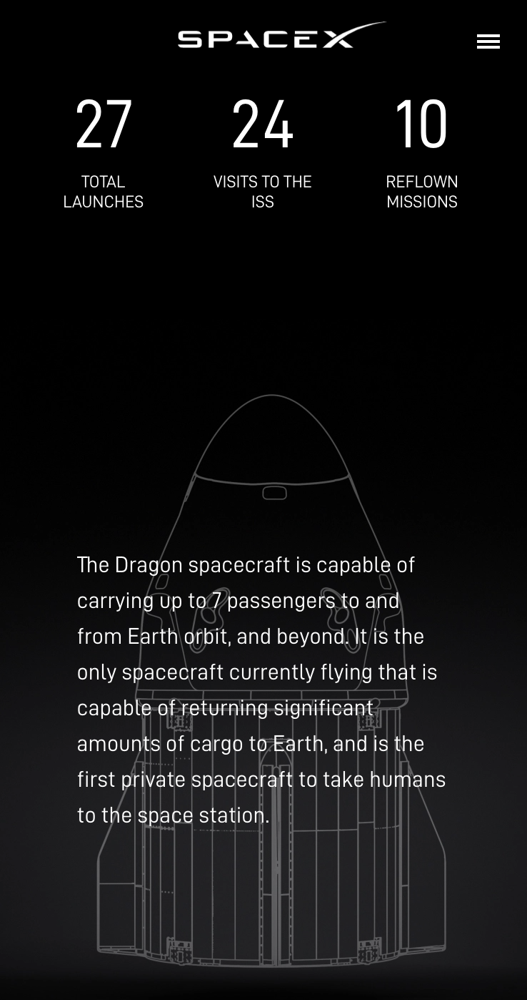 SPACEX
27
TOTAL
LAUNCHES
24
VISITS TO THE
ISS
10
REFLOWN
MISSIONS
The Dragon spacecraft is capable of
carrying up to 7 passengers to and
from Earth orbit, and beyond. It is the
only spacecraft currently flying that is
capable of returning significant
amounts of cargo to Earth, and is the
first private spacecraft to take humans
to the space station.